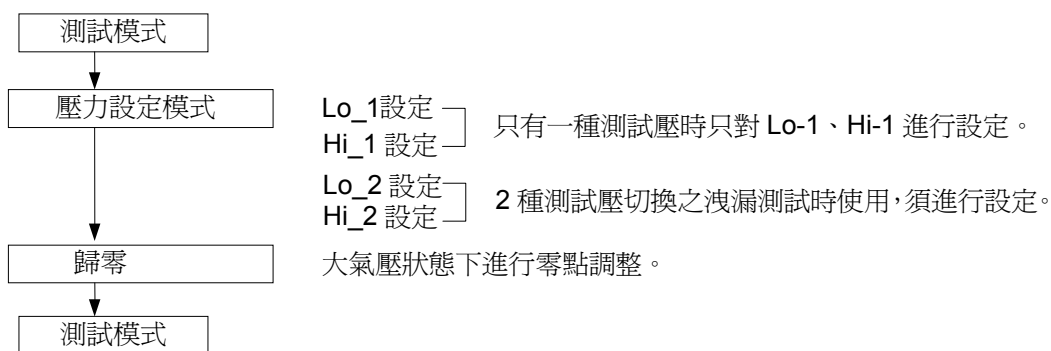 測試模式
壓力設定模式
Lo_1設定
Hi_1 設定
只有一種測試壓時只對 Lo-1、Hi-1 進行設定。
Lo_2 設定
Hi_2 設定
2 種測試壓切換之洩漏測試時使用,須進行設定。
歸零
大氣壓狀態下進行零點調整。
測試模式